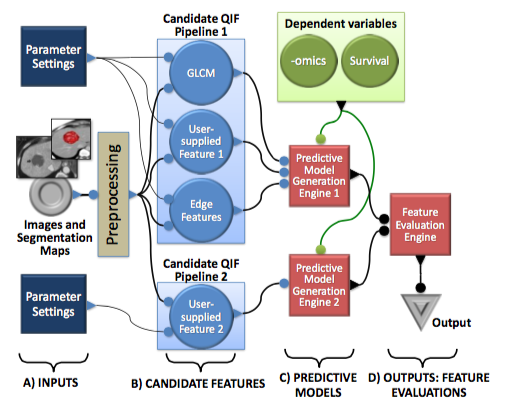 Candidate QIF
Pipeline 1
Dependent variables
Parameter
Settings
GLCM
-omics
Survival
User-
supplied
Feature 1
Preprocessing
Predictive
Model
Generation
Engine 1
Edge
Features
Images and
Segmentation
Maps
Feature
Evaluation
Engine
Candidate QIF
Pipeline 2
Predictive
Model
Generation
Engine 2
Parameter
Settings
User-
supplied
Feature 2
Output
A) INPUTS
B) CANDIDATE FEATURES
C) PREDICTIVE
MODELS
D) OUTPUTS: FEATURE
EVALUATIONS